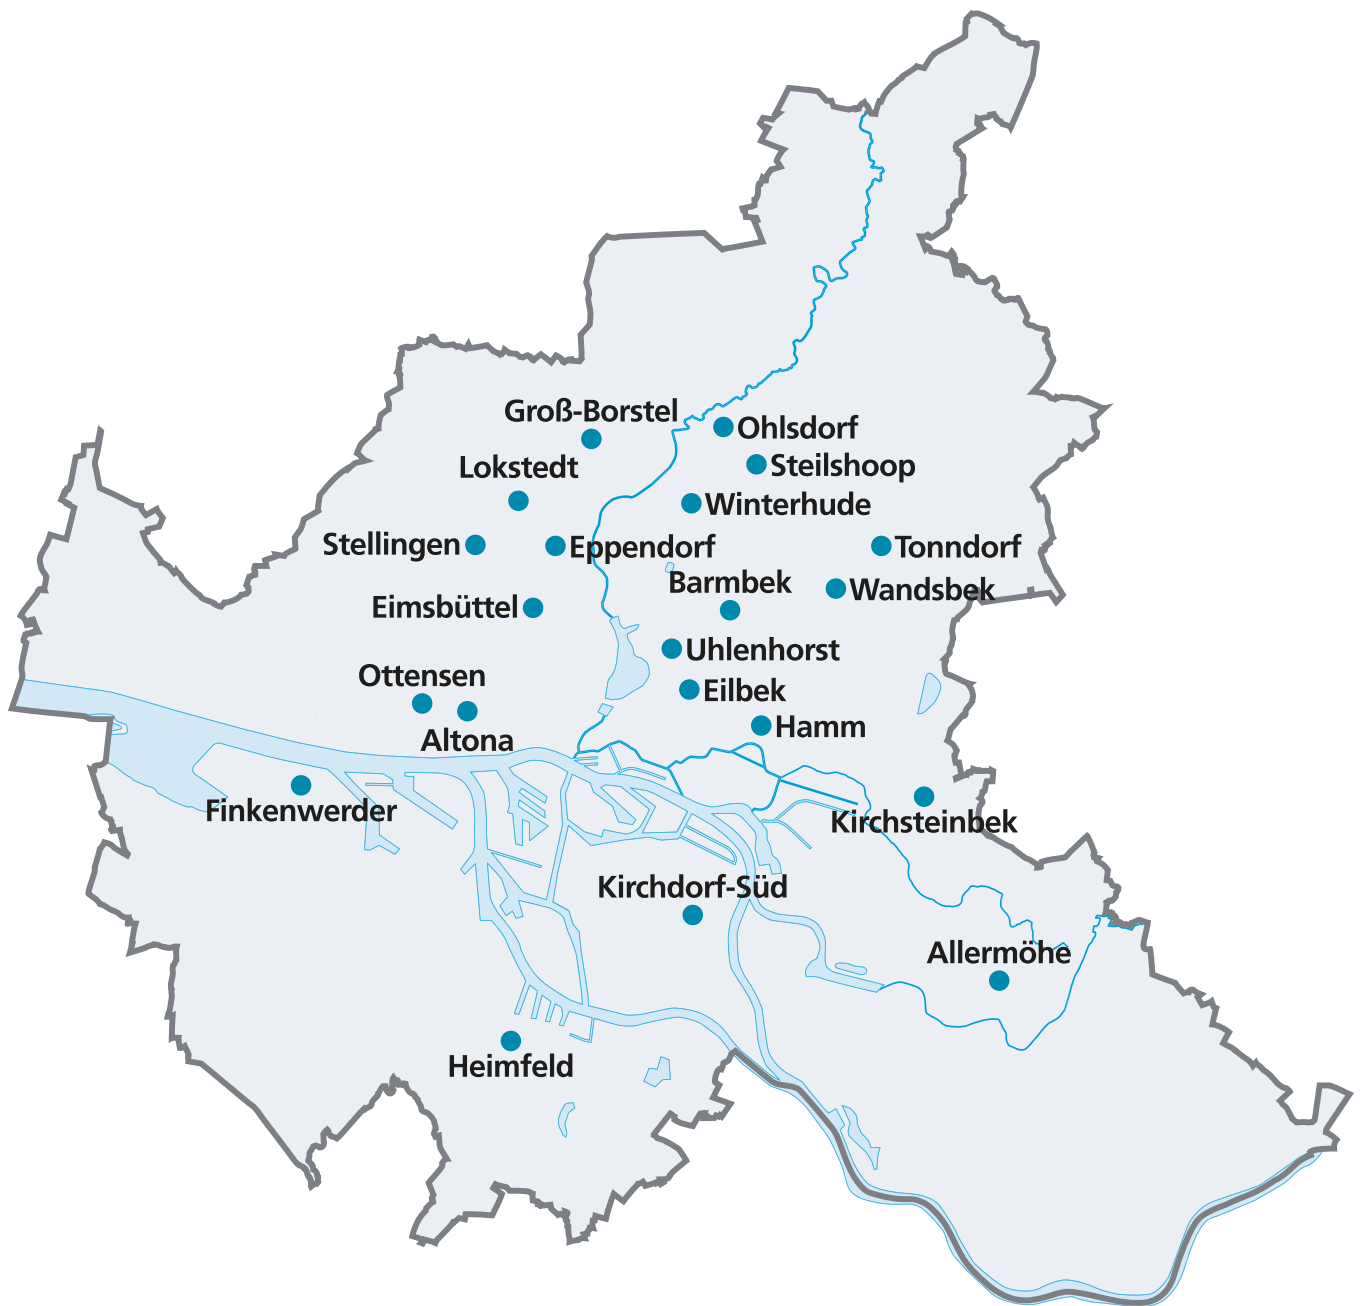 Groß-Borstel
Ohlsdorf
Lokstedt
Steilshoop
Winterhude
Stellingen
Eppendorf
Tonndorf
Barmbek
Wandsbek
Eimsbüttel
Uhlenhorst
Ottensen
Eilbek
Hamm
Altona
Finkenwerder
Kirchsteinbek
Kirchdorf-Süd
Allermöhe
Heimfeld